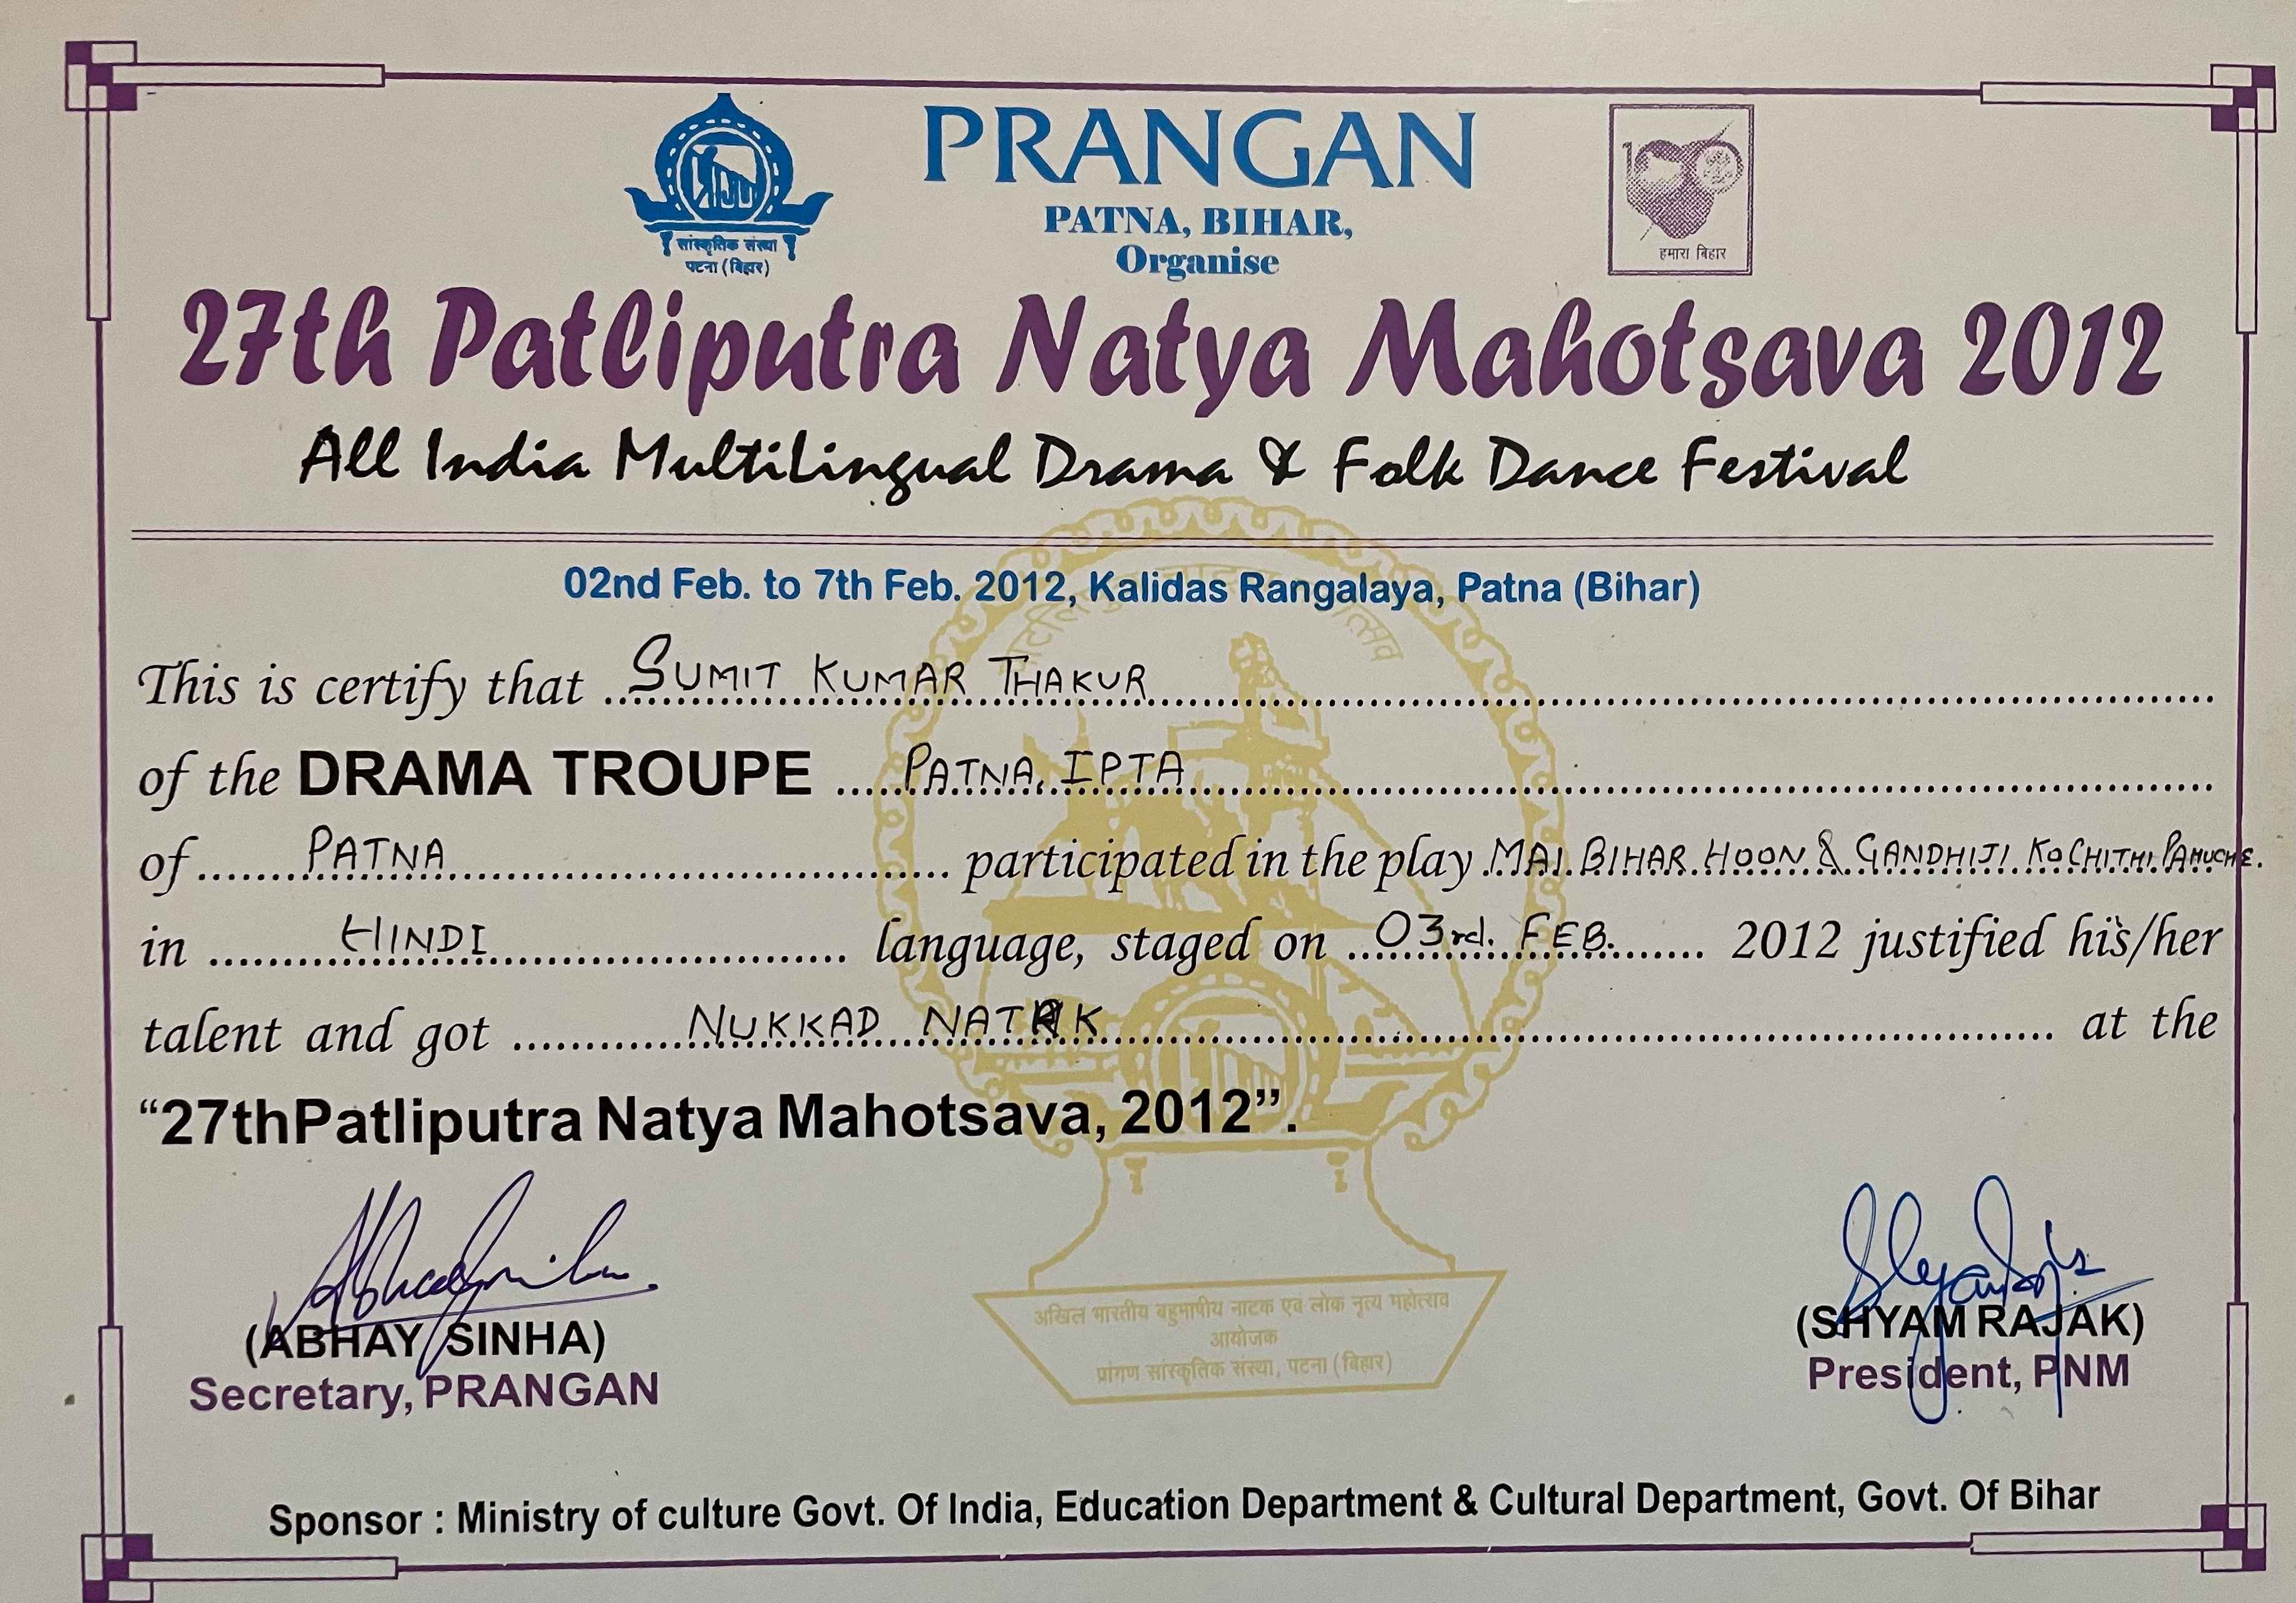 PRANGAN
PATNA, BIHAR,
Organise
सांस्कृतिक संस्था
पटना (बिहार)
100
हमारा बिहार
27th Patliputra Natya Mahotsava 2012
All India MultiLingual Drama & Folk Dance Festival
02nd Feb. to 7th Feb. 2012, Kalidas Rangalaya, Patna (Bihar)
This is certify that SUMIT KUMAR THAKUR
of the DRAMA TROUPE PATNA, IPTA
of PATNA participated in the play MAI BIHAR HOON & GANDHIJI KO CHITHI PAHUCHE.
in HINDI language, staged on 03rd. FEB. 2012 justified his/her
talent and got NUKKAD NATAK at the
“27thPatliputra Natya Mahotsava, 2012”.
(ABHAY SINHA)
Secretary, PRANGAN
(SHYAM RAJAK)
President, PNM
अखिल भारतीय बहुभाषीय नाटक एवं लोक नृत्य महोत्सव
आयोजक
प्रांगण सांस्कृतिक संस्था, पटना (बिहार)
Sponsor : Ministry of culture Govt. Of India, Education Department & Cultural Department, Govt. Of Bihar